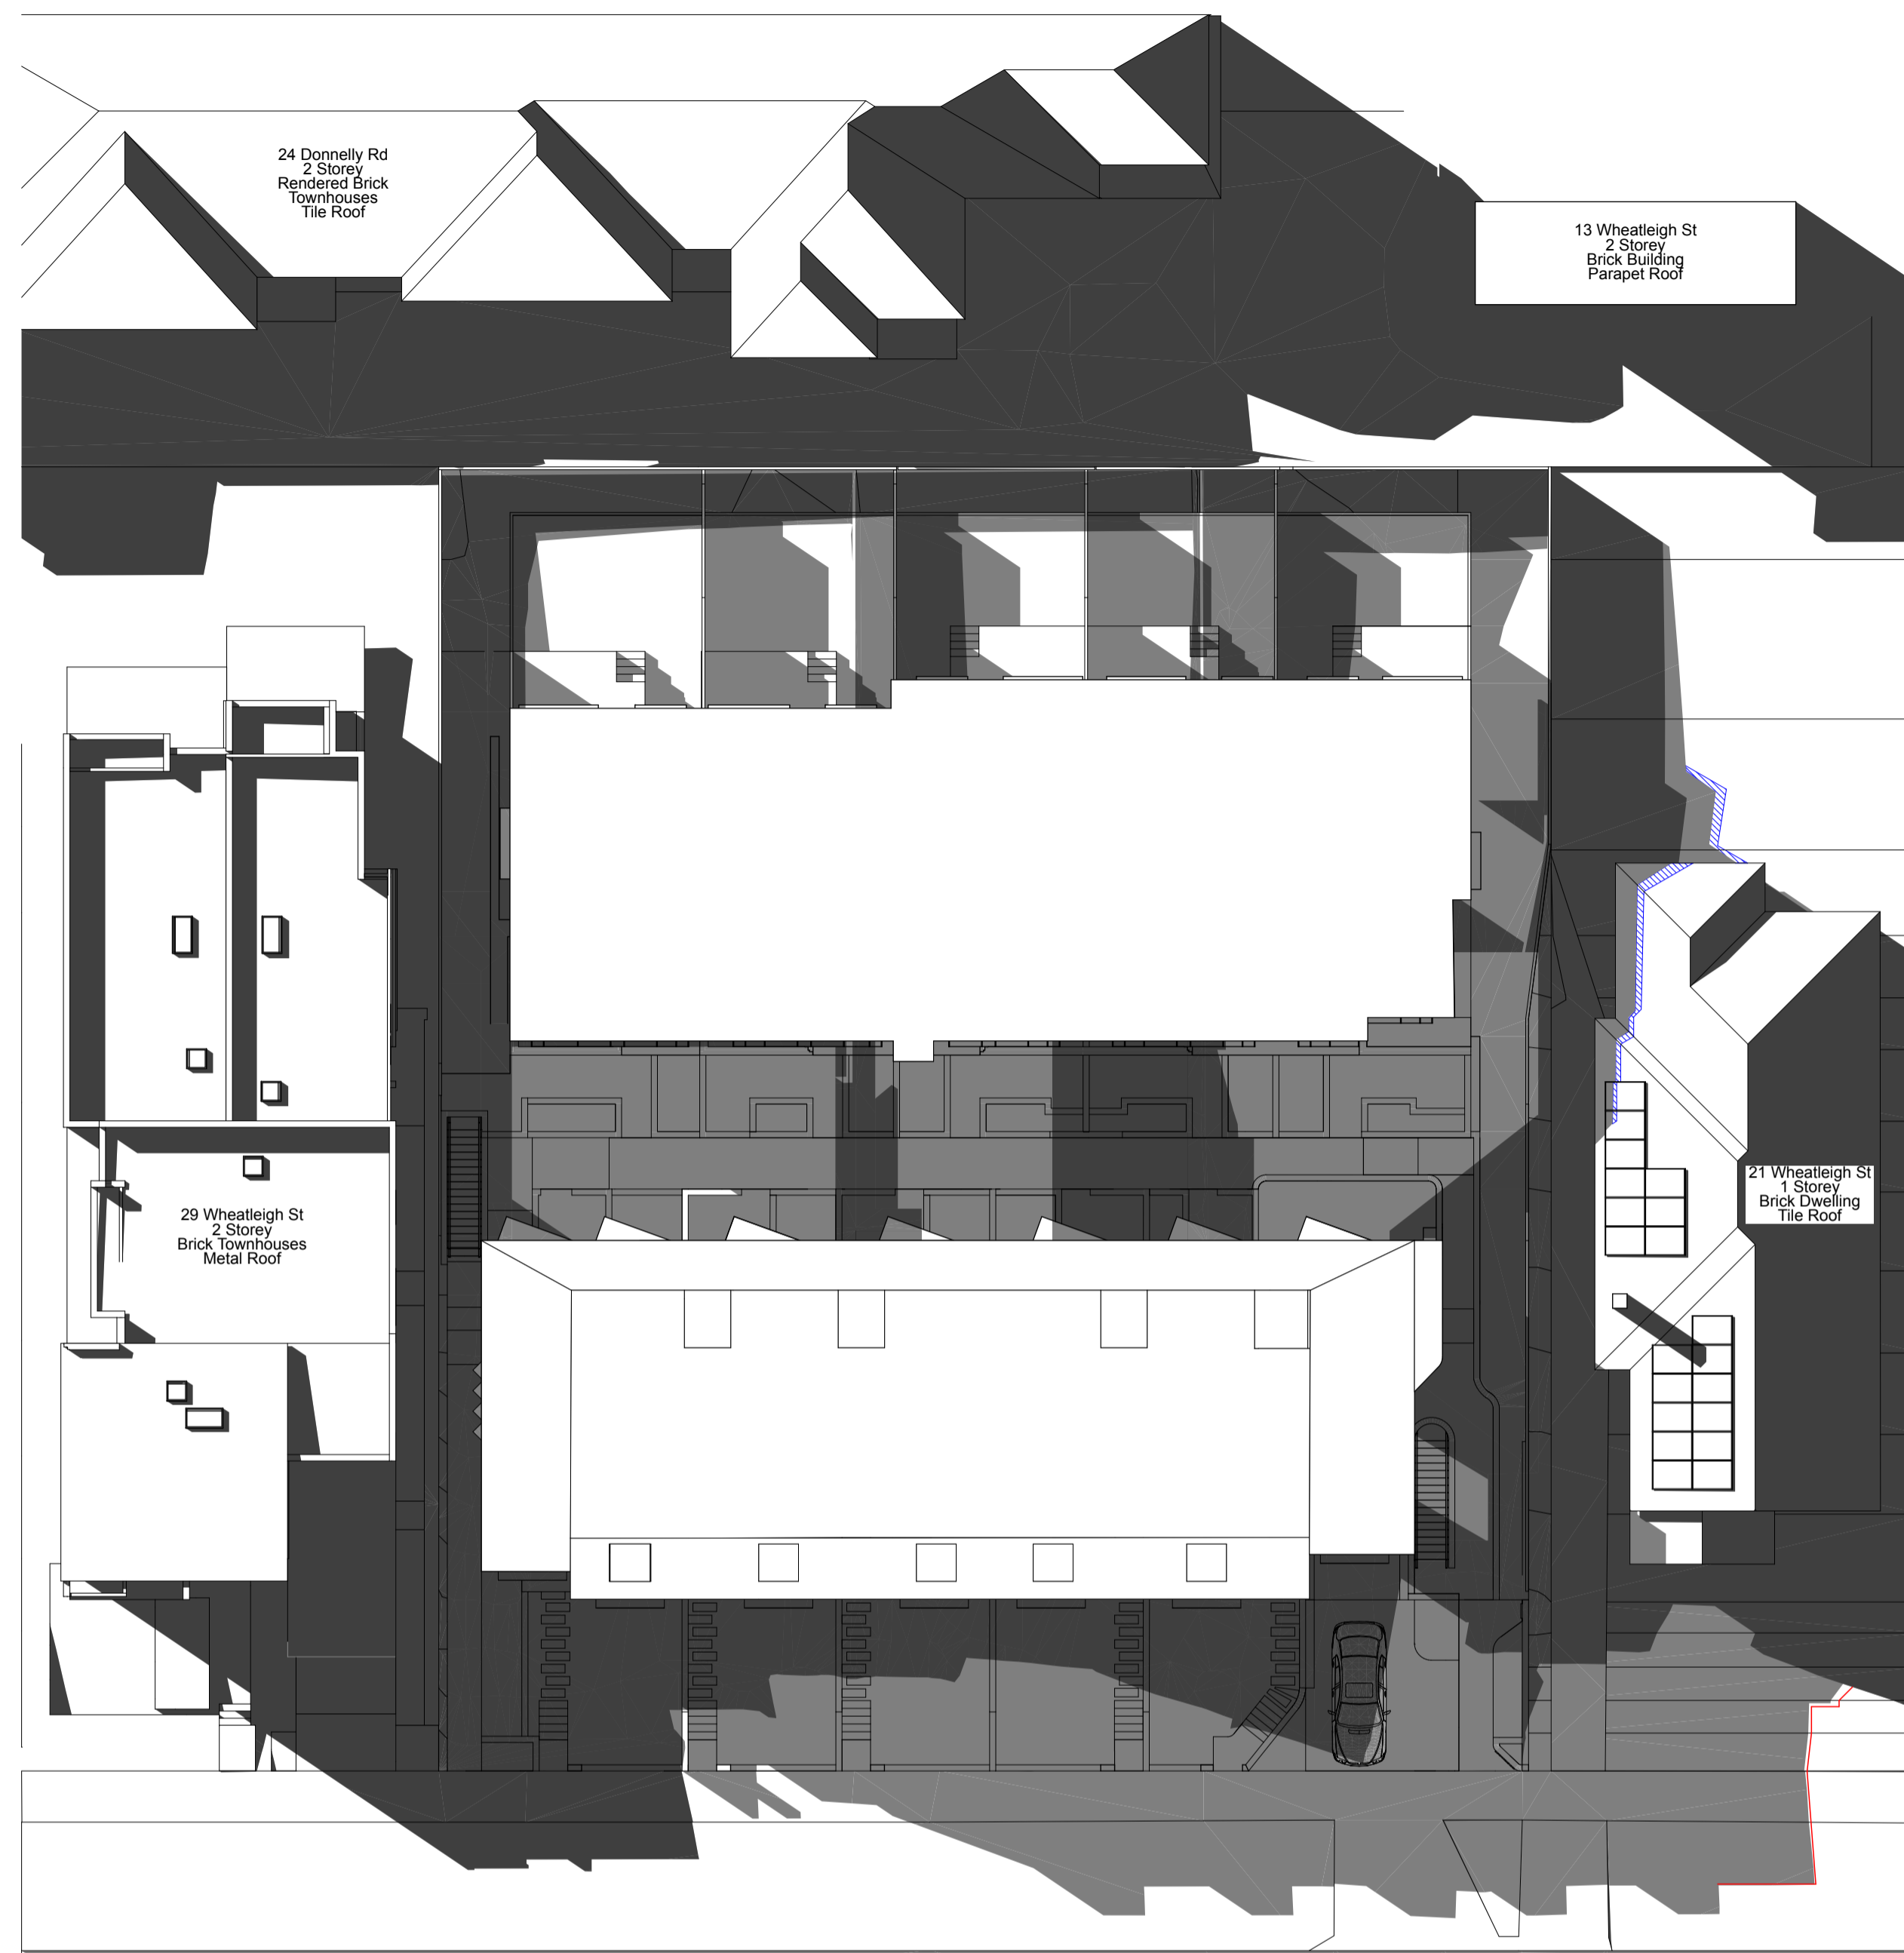 24 Donnelly Rd
2 Storey
Rendered Brick
Townhouses
Tile Roof
13 Wheatleigh St
2 Storey
Brick Building
Parapet Roof
21 Wheatleigh St
1 Storey
Brick Dwelling
Tile Roof
29 Wheatleigh St
2 Storey
Brick Townhouses
Metal Roof